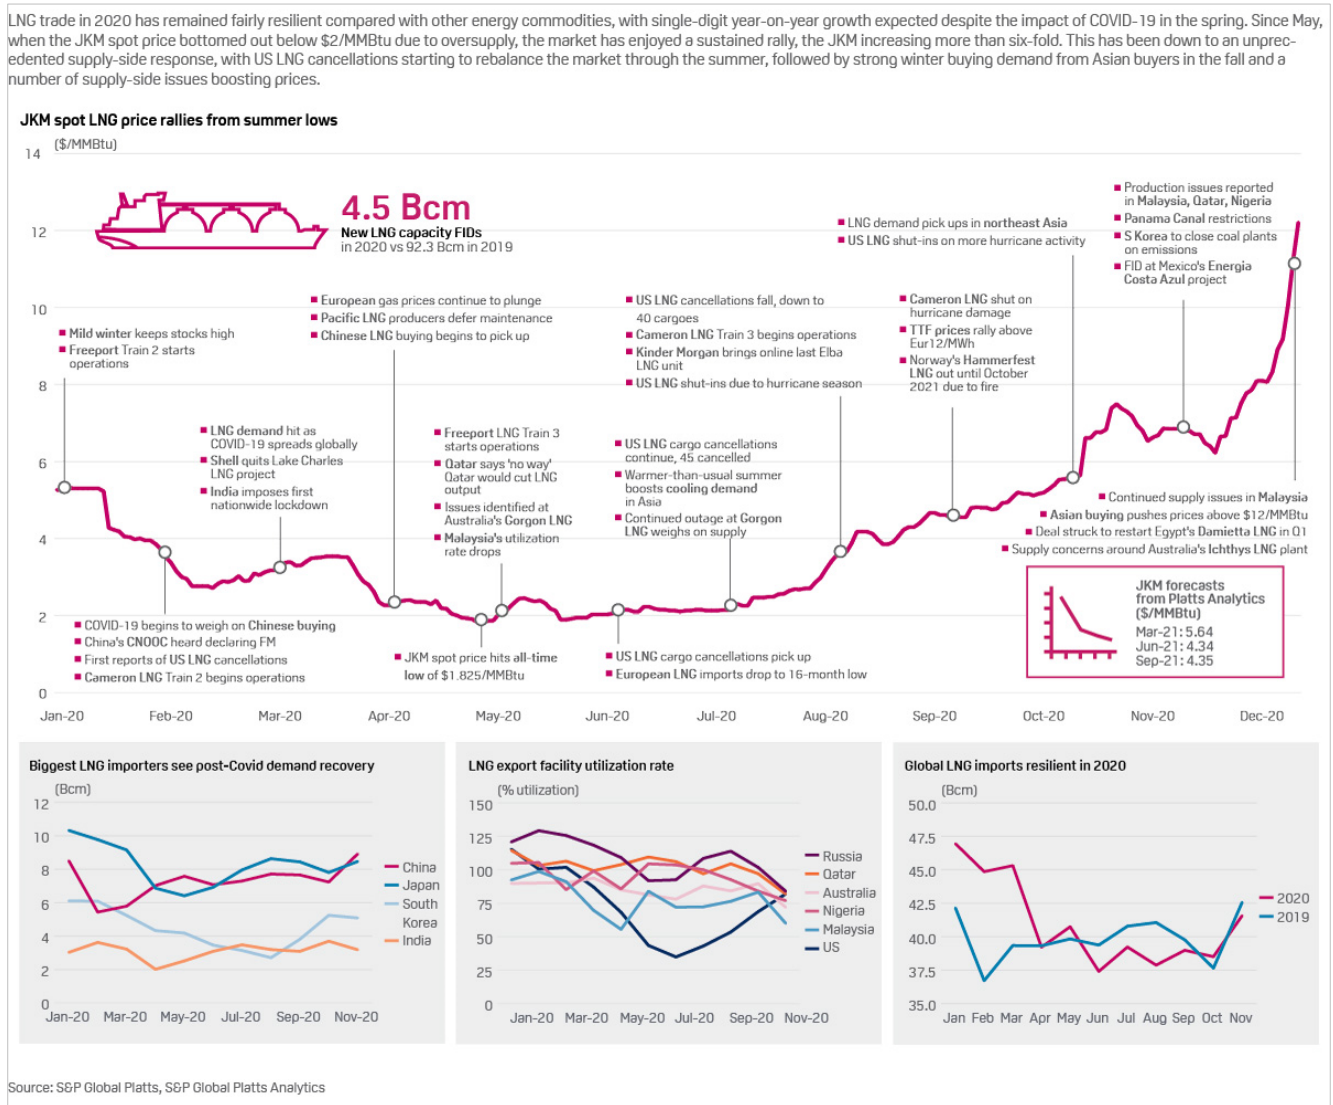 LNG trade in 2020 has remained fairly resilient compared with other energy commodities, with single-digit year-on-year growth expected despite the impact of COVID-19 in the spring. Since May,
when the JKM spot price bottomed out below $2/MMBtu due to oversupply, the market has enjoyed a sustained rally, the JKM increasing more than six-fold. This has been down to an unprec-
edented supply-side response, with US LNG cancellations starting to rebalance the market through the summer, followed by strong winter buying demand from Asian buyers in the fall and a
number of supply-side issues boosting prices.
JKM spot LNG price rallies from summer lows
($/MMBtu)
14
12
10
8
6
4
2
0
4.5 Bcm
New LNG capacity FIDs
in 2020 vs 92.3 Bcm in 2019
Mild winter keeps stocks high
Freeport Train 2 starts
operations
COVID-19 begins to weigh on Chinese buying
China's CNOOC heard declaring FM
First reports of US LNG cancellations
Cameron LNG Train 2 begins operations
LNG demand hit as
COVID-19 spreads globally
Shell quits Lake Charles
LNG project
India imposes first
nationwide lockdown
European gas prices continue to plunge
Pacific LNG producers defer maintenance
Chinese LNG buying begins to pick up
JKM spot price hits all-time
low of $1.825/MMBtu
Freeport LNG Train 3
starts operations
Qatar says 'no way'
Qatar would cut LNG
output
Issues identified at
Australia's Gorgon LNG
Malaysia's utilization
rate drops
US LNG cargo cancellations pick up
European LNG imports drop to 16-month low
US LNG cargo cancellations
continue, 45 cancelled
Warmer-than-usual summer
boosts cooling demand
in Asia
Continued outage at Gorgon
LNG weighs on supply
US LNG cancellations fall, down to
40 cargoes
Cameron LNG Train 3 begins operations
Kinder Morgan brings online last Elba
LNG unit
US LNG shut-ins due to hurricane season
Cameron LNG shut on
hurricane damage
TTF prices rally above
Eur12/MWh
Norway's Hammerfest
LNG out until October
2021 due to fire
LNG demand pick ups in northeast Asia
US LNG shut-ins on more hurricane activity
Production issues reported
in Malaysia, Qatar, Nigeria
Panama Canal restrictions
S Korea to close coal plants
on emissions
FID at Mexico's Energia
Costa Azul project
Continued supply issues in Malaysia
Asian buying pushes prices above $12/MMBtu
Deal struck to restart Egypt's Damietta LNG in Q1
Supply concerns around Australia's Ichthys LNG plant
JKM forecasts
from Platts Analytics
($/MMBtu)
Mar-21: 5.64
Jun-21: 4.34
Sep-21: 4.35
Jan-20 Feb-20 Mar-20 Apr-20 May-20 Jun-20 Jul-20 Aug-20 Sep-20 Oct-20 Nov-20 Dec-20
Biggest LNG importers see post-Covid demand recovery
(Bcm)
12
10
8
6
4
2
0
Jan-20 Mar-20 May-20 Jul-20 Sep-20 Nov-20
China
Japan
South
Korea
India
LNG export facility utilization rate
(% utilization)
150
125
100
75
50
25
0
Jan-20 Mar-20 May-20 Jul-20 Sep-20 Nov-20
Russia
Qatar
Australia
Nigeria
Malaysia
US
Global LNG imports resilient in 2020
(Bcm)
50.0
47.5
45.0
42.5
40.0
37.5
35.0
Jan Feb Mar Apr May Jun Jul Aug Sep Oct Nov
2020
2019
Source: S&P Global Platts, S&P Global Platts Analytics